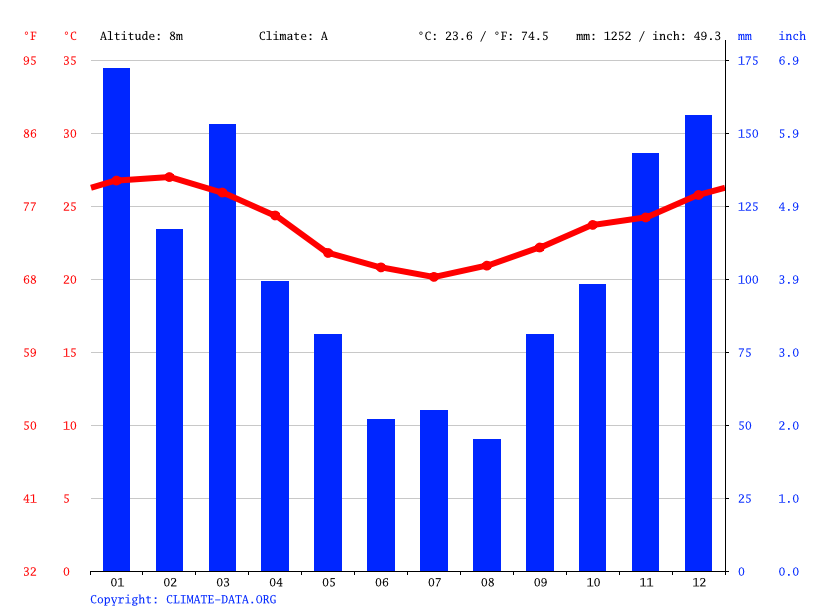 °F °C Altitude: 8m Climate: A °C: 23.6 / °F: 74.5 mm: 1252 / inch: 49.3 mm inch
95 35 175 6.9
86 30 150 5.9
77 25 125 4.9
68 20 100 3.9
59 15 75 3.0
50 10 50 2.0
41 5 25 1.0
32 0 0 0.0
01 02 03 04 05 06 07 08 09 10 11 12
Copyright: CLIMATE-DATA.ORG